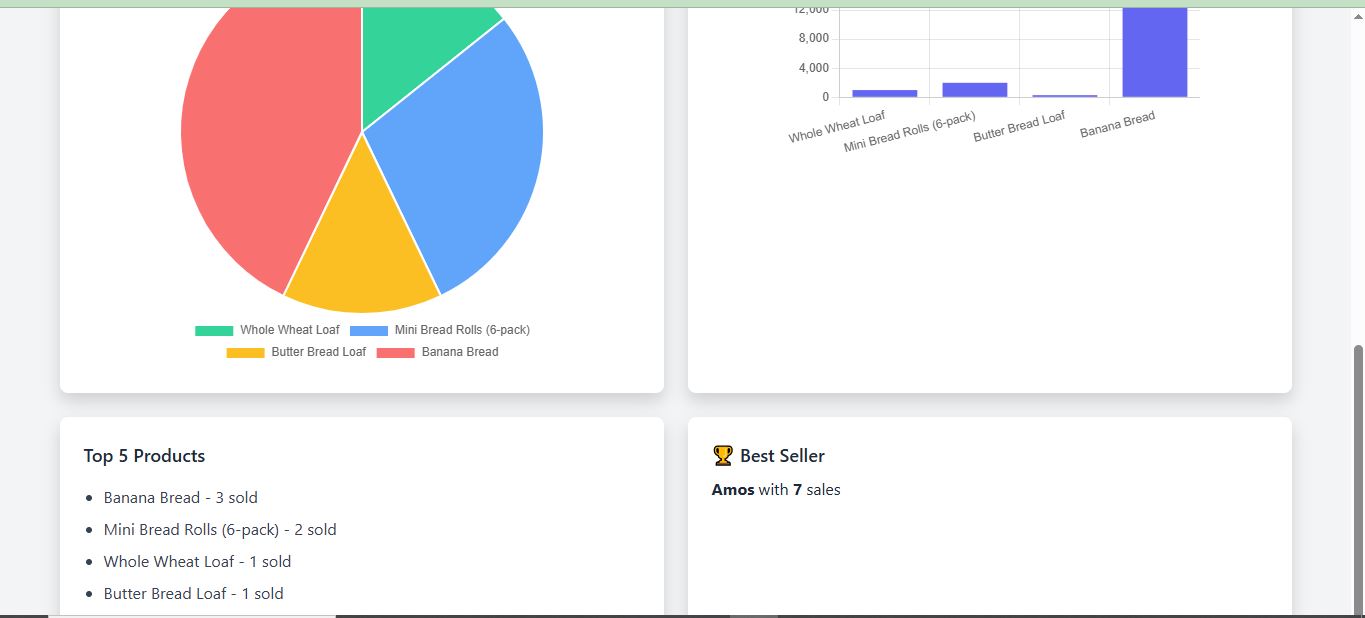 Whole Wheat Loaf Mini Bread Rolls (6-pack)
Butter Bread Loaf Banana Bread
12,000
8,000
4,000
0
Whole Wheat Loaf
Mini Bread Rolls (6-pack)
Butter Bread Loaf
Banana Bread
Top 5 Products
Banana Bread - 3 sold
Mini Bread Rolls (6-pack) - 2 sold
Whole Wheat Loaf - 1 sold
Butter Bread Loaf - 1 sold
🏆 Best Seller
Amos with 7 sales